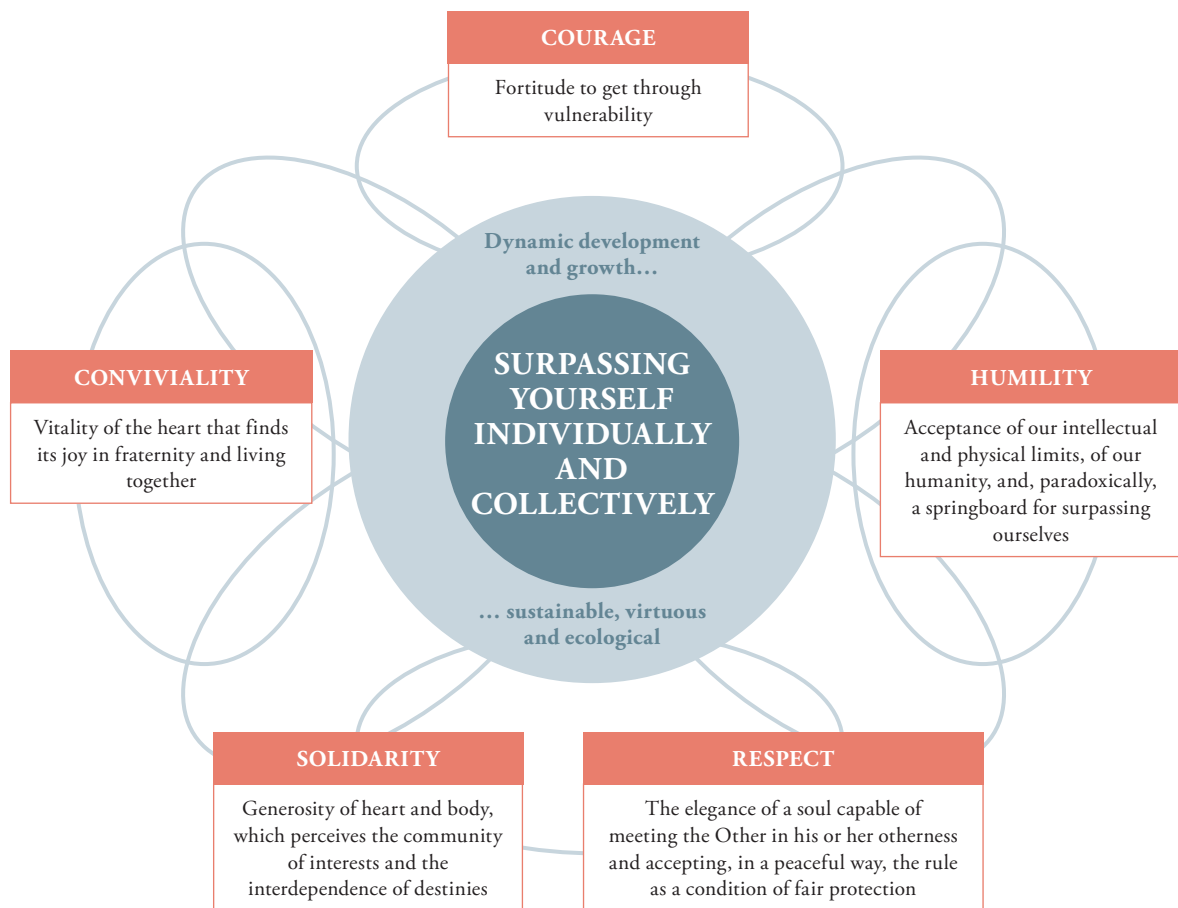 COURAGE
Fortitude to get through
vulnerability
Dynamic development
and growth…
SURPASSING
YOURSELF
INDIVIDUALLY
AND
COLLECTIVELY
… sustainable, virtuous
and ecological
CONVIVIALITY
Vitality of the heart that finds
its joy in fraternity and living
together
HUMILITY
Acceptance of our intellectual
and physical limits, of our
humanity, and, paradoxically,
a springboard for surpassing
ourselves
SOLIDARITY
Generosity of heart and body,
which perceives the community
of interests and the
interdependence of destinies
RESPECT
The elegance of a soul capable of
meeting the Other in his or her otherness
and accepting, in a peaceful way, the rule
as a condition of fair protection